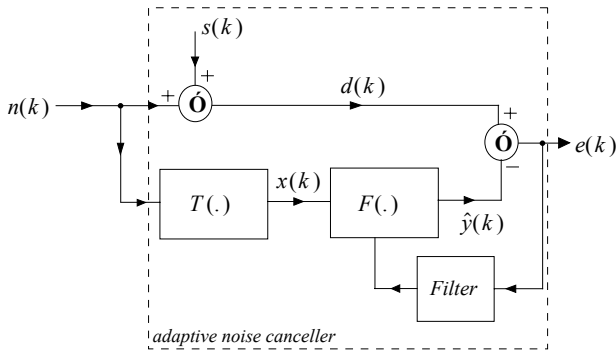 s(k)
+
n(k)
+
Ó
d(k)
+
Ó
e(k)
−
T(.)
x(k)
F(.)
ŷ(k)
Filter
adaptive noise canceller